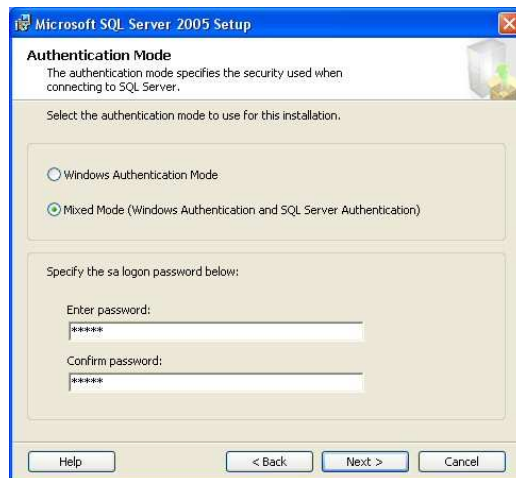 Microsoft SQL Server 2005 Setup
Authentication Mode
The authentication mode specifies the security used when
connecting to SQL Server.
Select the authentication mode to use for this installation.
Windows Authentication Mode
Mixed Mode (Windows Authentication and SQL Server Authentication)
Specify the sa logon password below:
Enter password:
*****
Confirm password:
*****
Help
< Back
Next >
Cancel